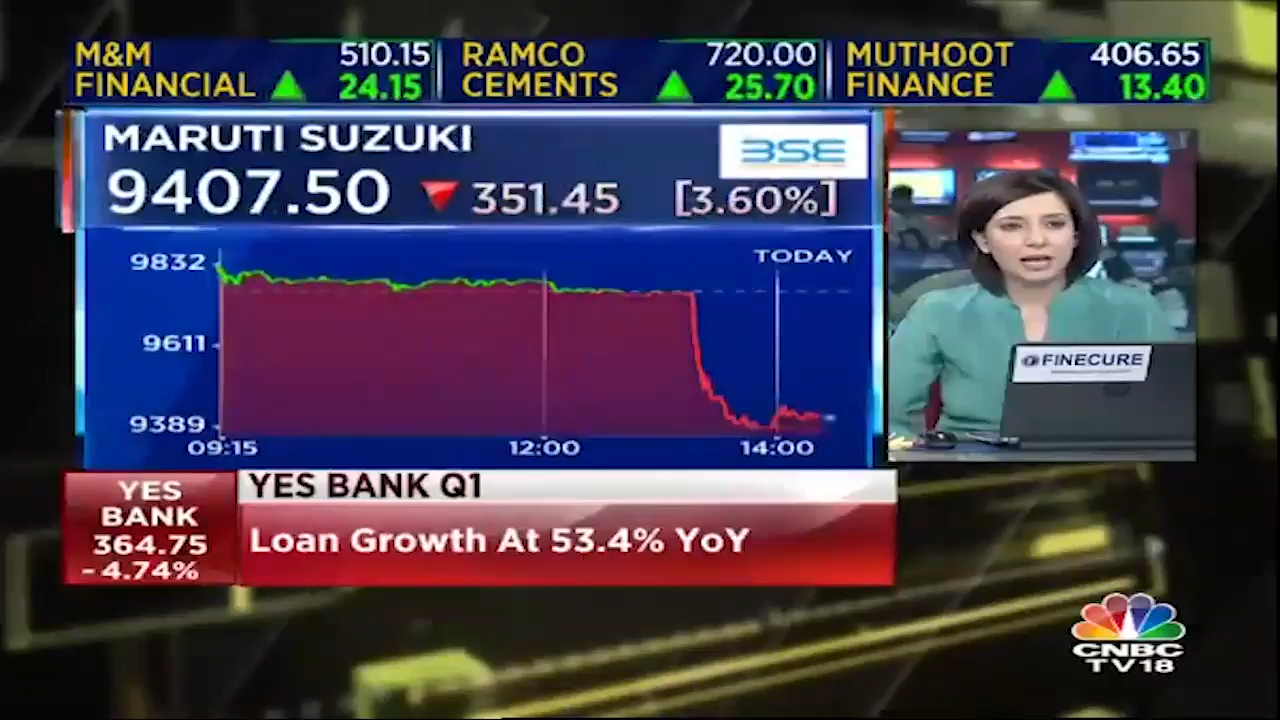 M&M 510.15
FINANCIAL ▲ 24.15
RAMCO 720.00
CEMENTS ▲ 25.70
MUTHOOT 406.65
FINANCE ▲ 13.40
MARUTI SUZUKI
BSE
9407.50 ▼ 351.45 [3.60%]
TODAY
9832
9611
9389
09:15 12:00 14:00
FINECURE
YES
BANK
364.75
-4.74%
YES BANK Q1
Loan Growth At 53.4% YoY
CNBC
TV18